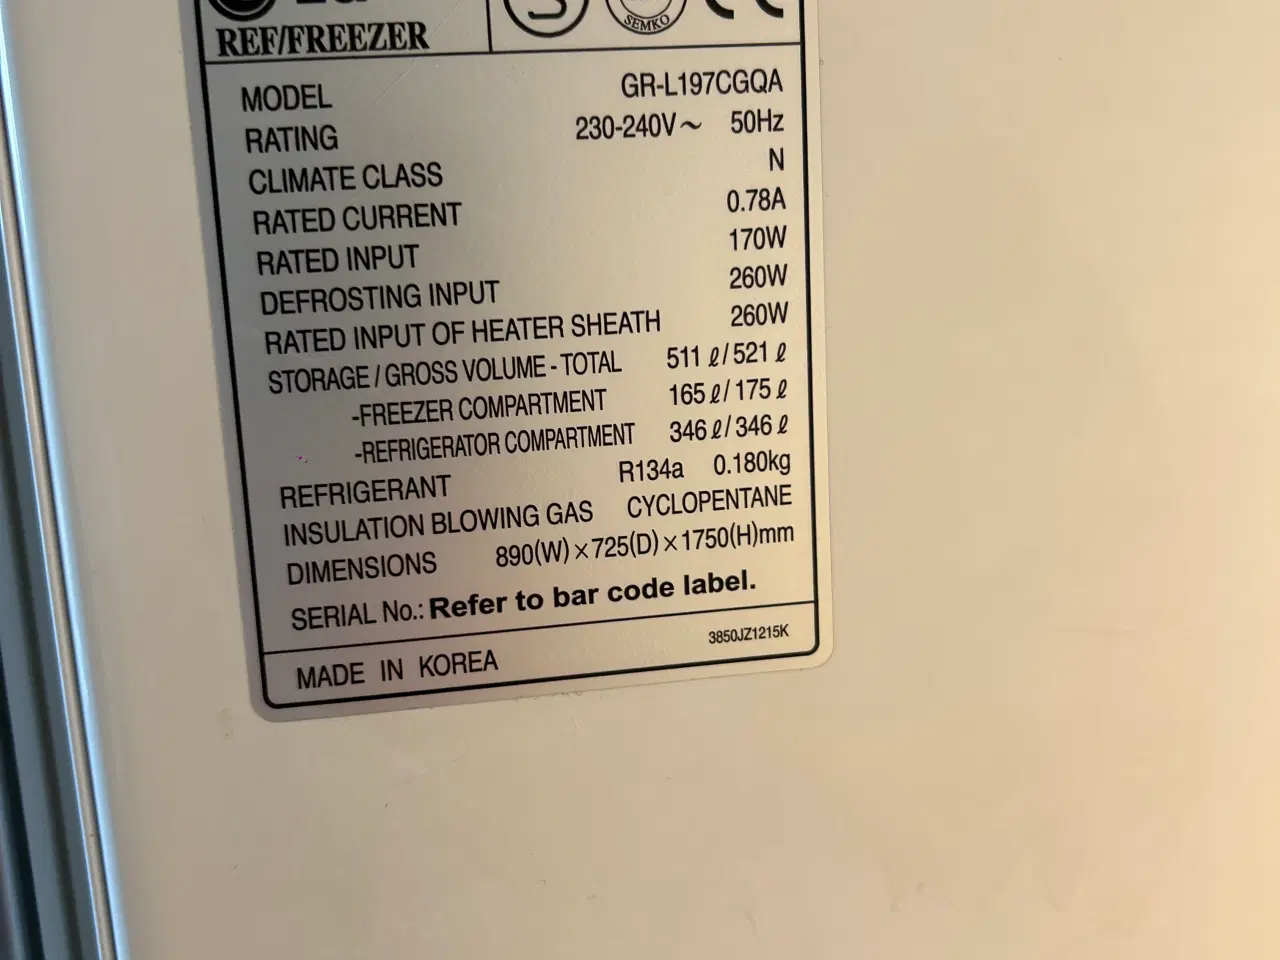 REF/FREEZER
SEMKO
MODEL GR-L197CGQA
RATING 230-240V~ 50Hz
CLIMATE CLASS N
RATED CURRENT 0.78A
RATED INPUT 170W
DEFROSTING INPUT 260W
RATED INPUT OF HEATER SHEATH 260W
STORAGE / GROSS VOLUME - TOTAL 511 ℓ / 521 ℓ
-FREEZER COMPARTMENT 165 ℓ / 175 ℓ
-REFRIGERATOR COMPARTMENT 346 ℓ / 346 ℓ
REFRIGERANT R134a 0.180kg
INSULATION BLOWING GAS CYCLOPENTANE
DIMENSIONS 890(W)×725(D)×1750(H)mm
SERIAL No.: Refer to bar code label.
3850JZ1215K
MADE IN KOREA